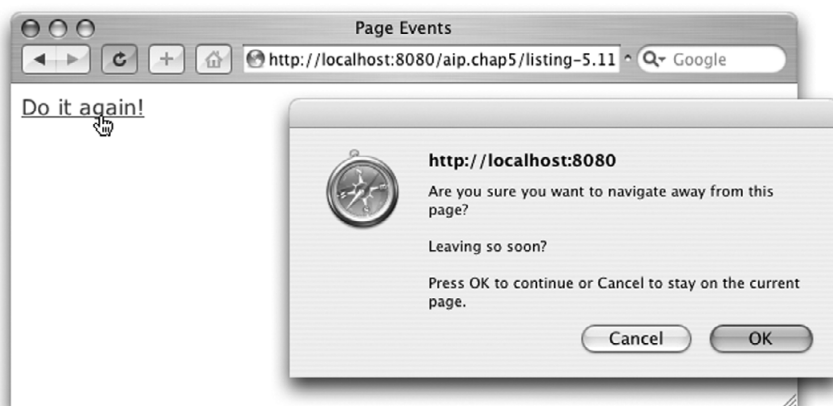 Page Events
http://localhost:8080/aip.chap5/listing-5.11
Google
Do it again!
http://localhost:8080
Are you sure you want to navigate away from this
page?
Leaving so soon?
Press OK to continue or Cancel to stay on the current
page.
Cancel
OK